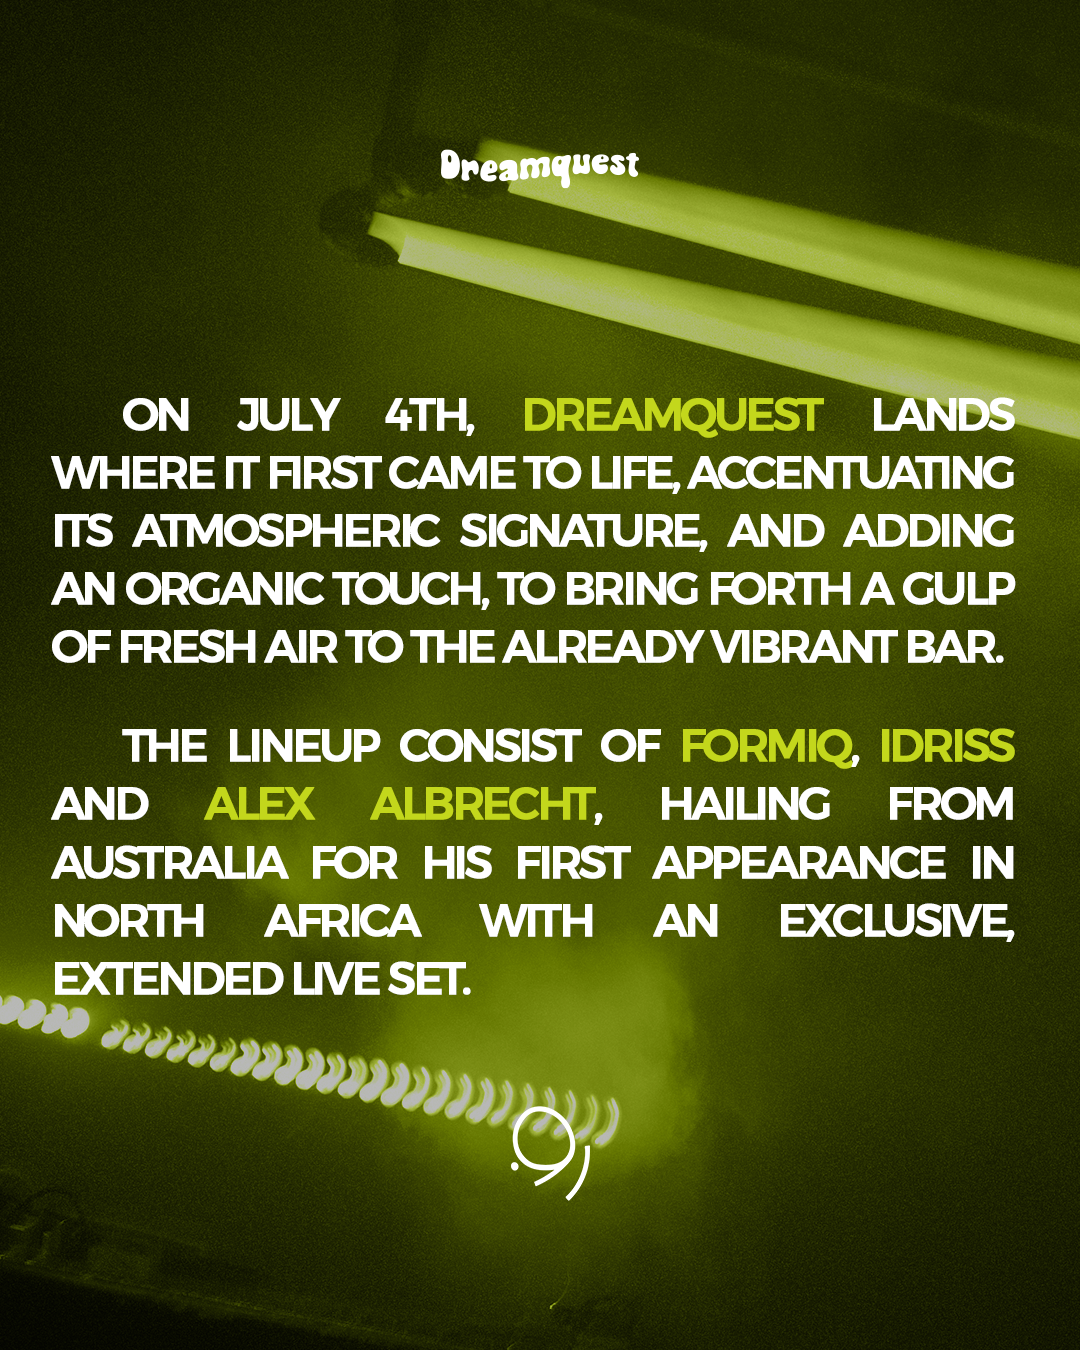 Dreamquest
ON JULY 4TH, DREAMQUEST LANDS
WHERE IT FIRST CAME TO LIFE, ACCENTUATING
ITS ATMOSPHERIC SIGNATURE, AND ADDING
AN ORGANIC TOUCH, TO BRING FORTH A GULP
OF FRESH AIR TO THE ALREADY VIBRANT BAR.
THE LINEUP CONSIST OF FORMIQ, IDRISS
AND ALEX ALBRECHT, HAILING FROM
AUSTRALIA FOR HIS FIRST APPEARANCE IN
NORTH AFRICA WITH AN EXCLUSIVE,
EXTENDED LIVE SET.